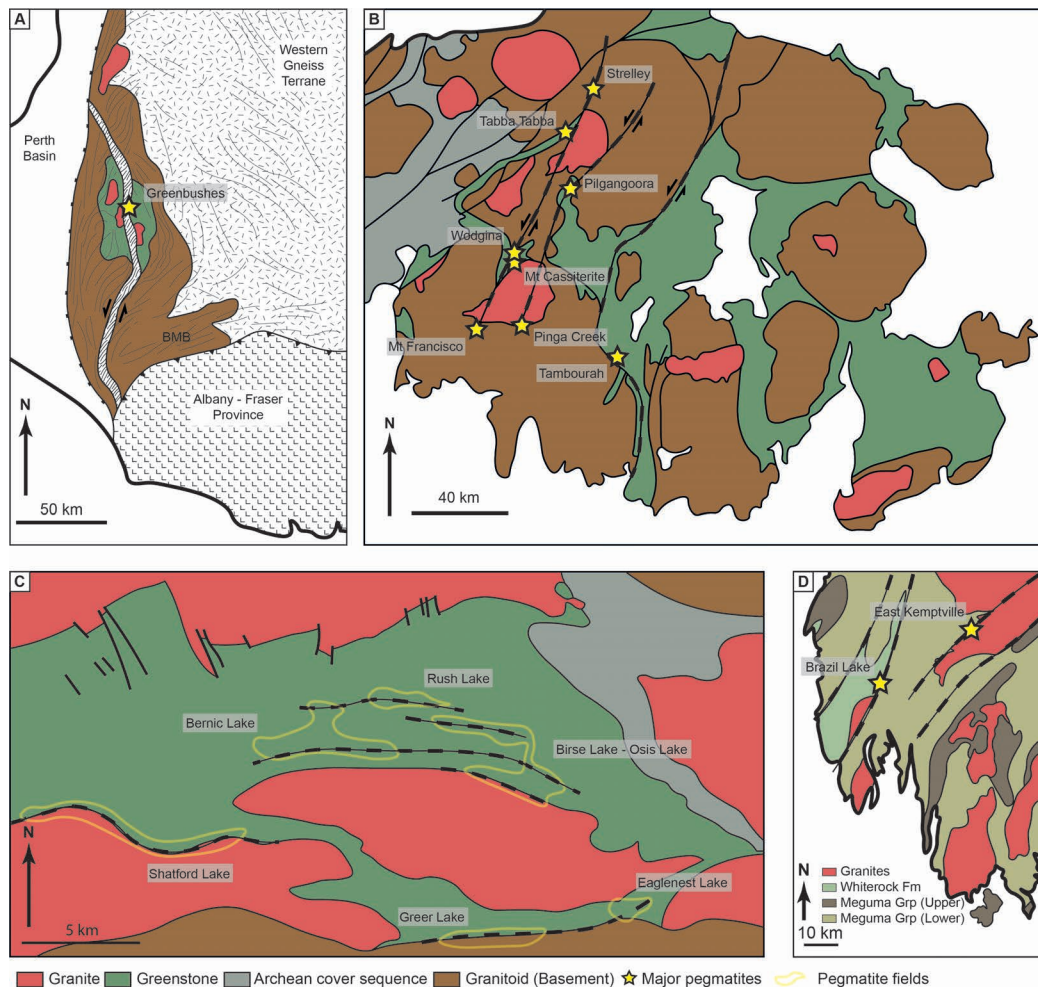 A
Western
Gneiss
Terrane
Perth
Basin
Greenbushes
BMB
Albany - Fraser
Province
N
50 km
B
Strelley
Tabba Tabba
Pilgangoora
Wodgina
Mt Cassiterite
Mt Francisco
Pinga Creek
Tambourah
N
40 km
C
Rush Lake
Bernic Lake
Birse Lake - Osis Lake
Shatford Lake
Eaglenest Lake
Greer Lake
N
5 km
D
East Kemptville
Brazil Lake
N
10 km
Granites
Whiterock Fm
Meguma Grp (Upper)
Meguma Grp (Lower)
Granite
Greenstone
Archean cover sequence
Granitoid (Basement)
Major pegmatites
Pegmatite fields